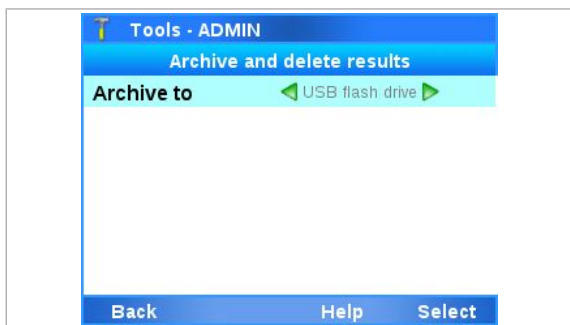 Tools - ADMIN
Archive and delete results
Archive to USB flash drive
Back Help Select